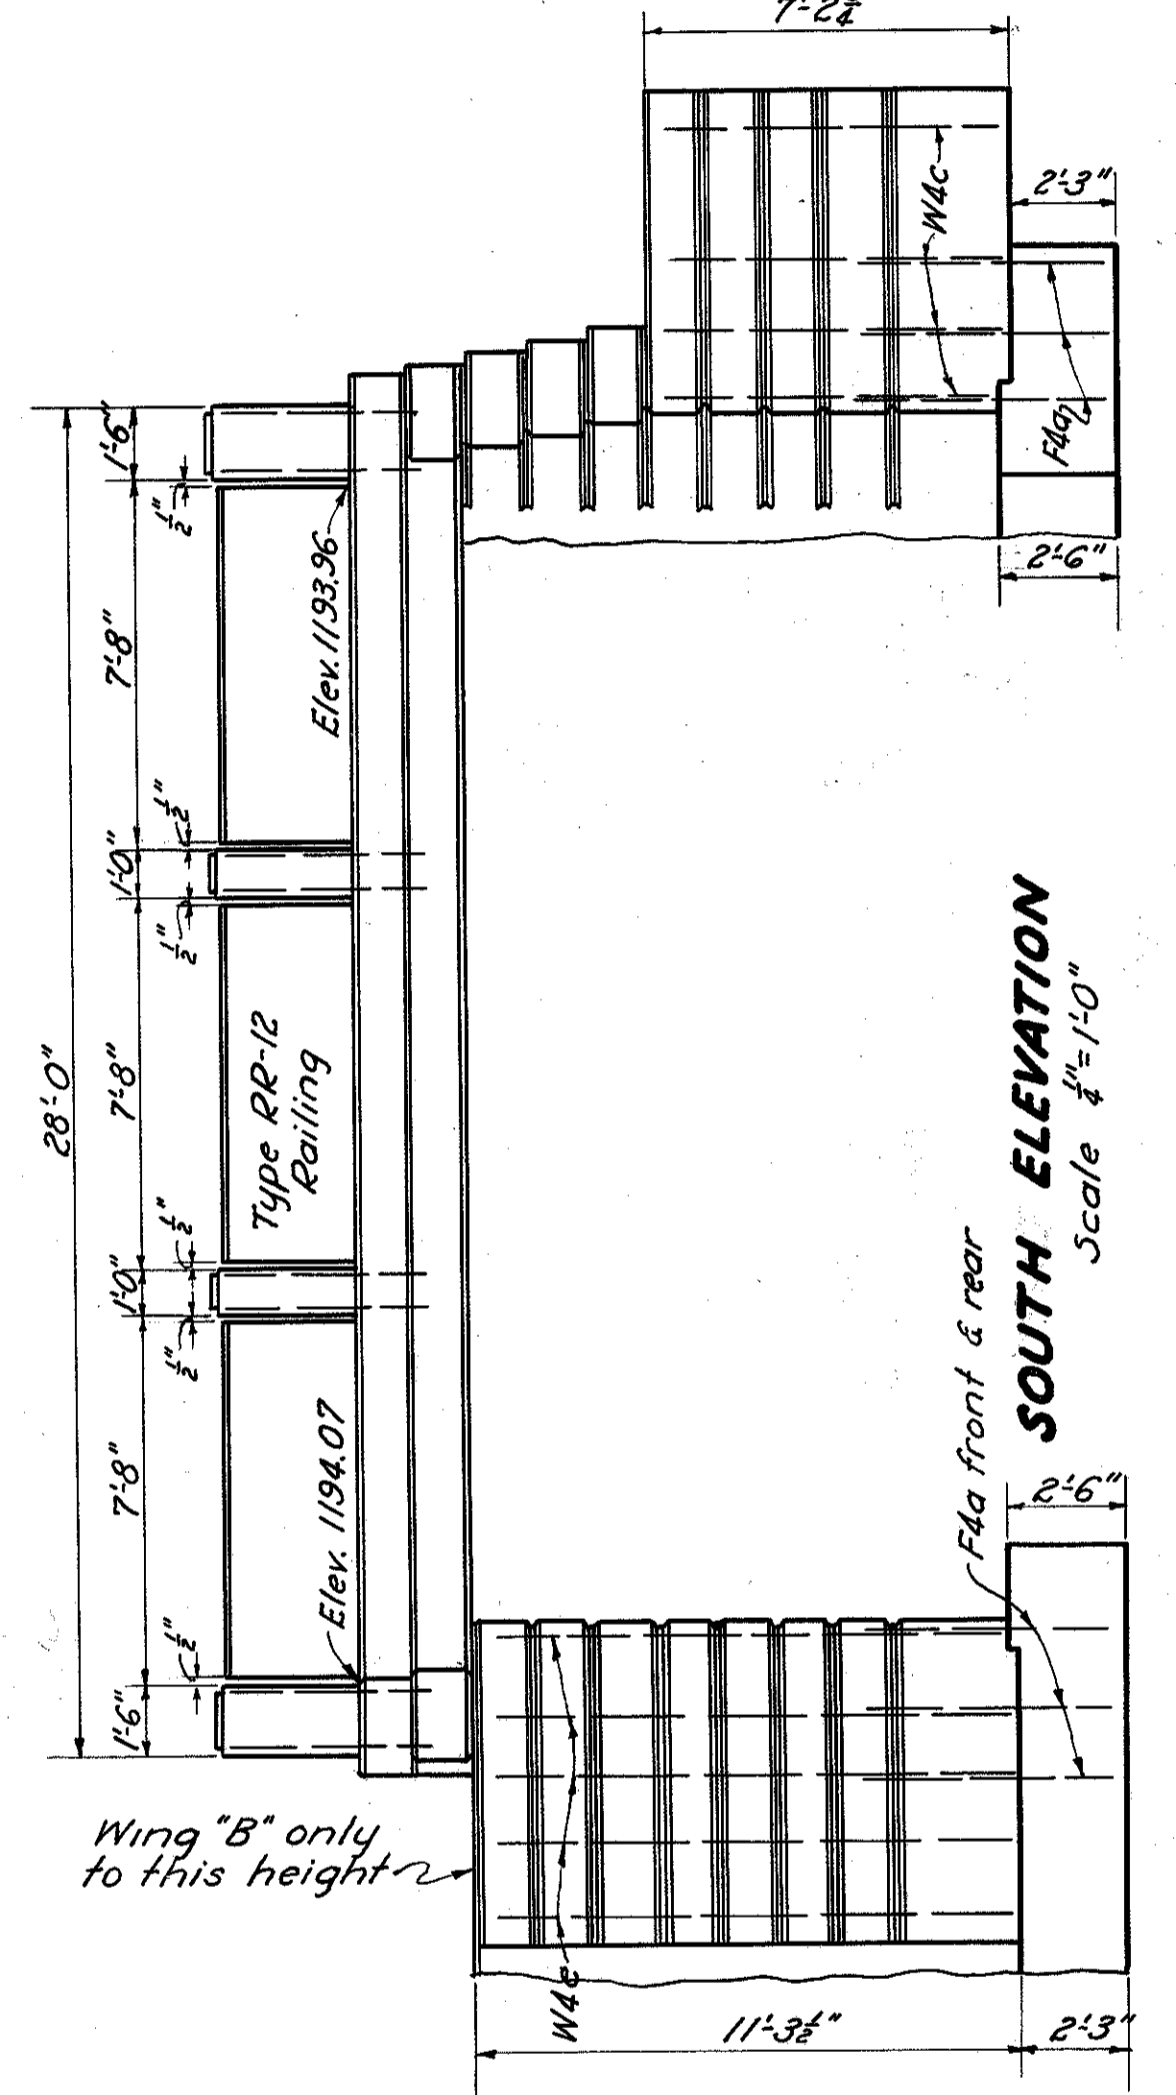 28'-0"
1'-6"
7'-8"
1'-0"
7'-8"
1'-0"
7'-8"
1'-6"
½"
½"
½"
½"
½"
½"
Elev. 1194.07
Type RR-12
Railing
Elev. 1193.96
Wing "B" only
to this height
W4e
11'-3½"
2'-3"
F4a front & rear
2'-6"
SOUTH ELEVATION
Scale ¼"=1'-0"
7'-2¼
W4c
2'-3"
F4a
2'-6"